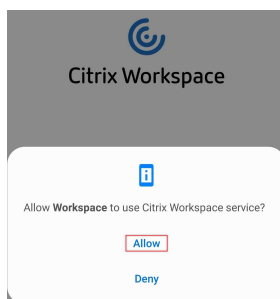 Citrix Workspace
Allow Workspace to use Citrix Workspace service?
Allow
Deny